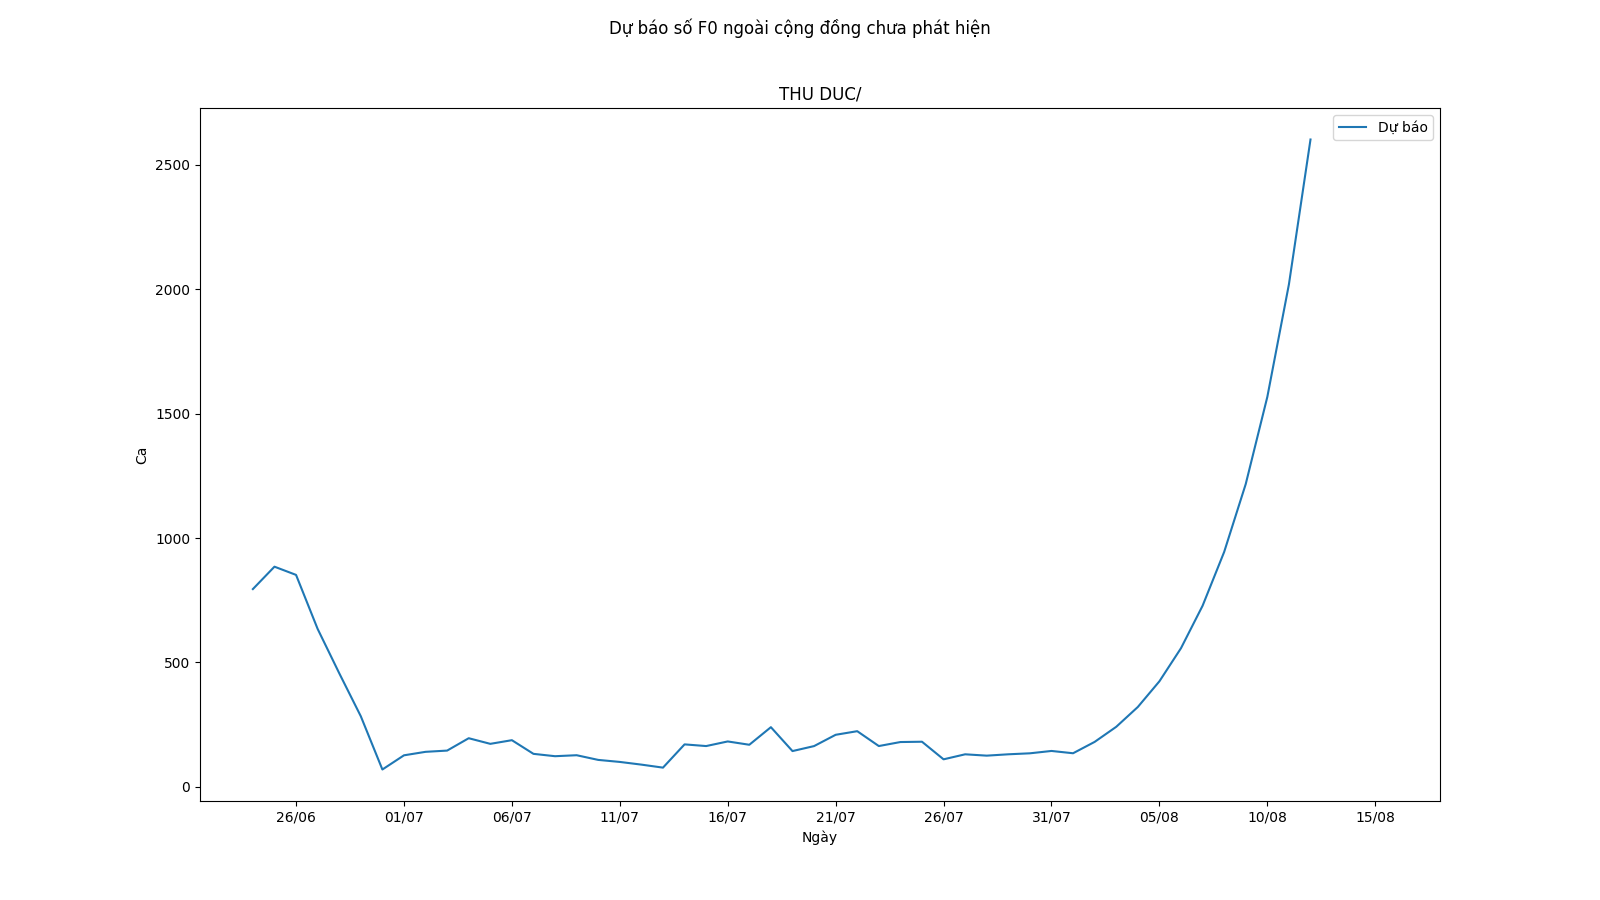 Dự báo số F0 ngoài cộng đồng chưa phát hiện
THU DUC/
Dự báo
2500
2000
1500
1000
500
0
Ca
26/06 01/07 06/07 11/07 16/07 21/07 26/07 31/07 05/08 10/08 15/08
Ngày